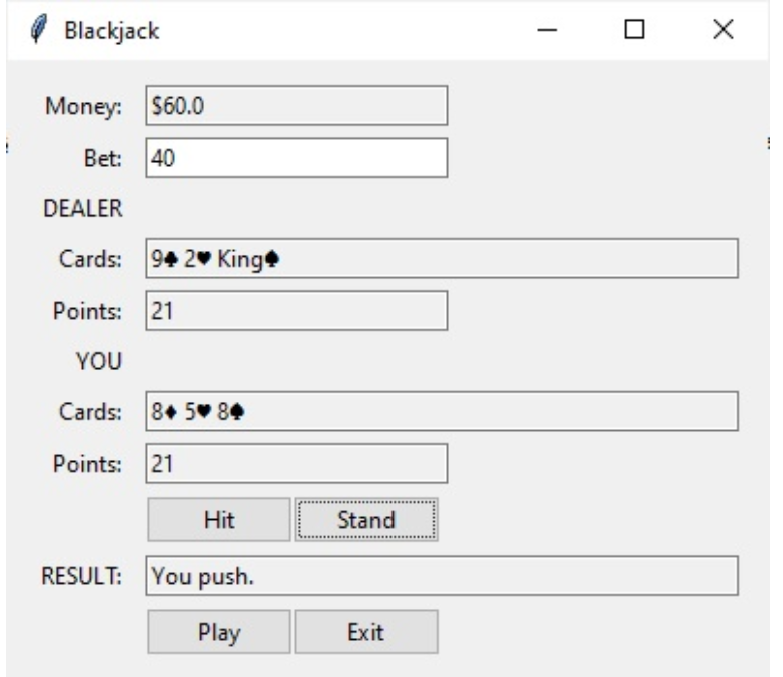 Blackjack
Money: $60.0
Bet: 40
DEALER
Cards: 9♣ 2♥ King♠
Points: 21
YOU
Cards: 8♦ 5♥ 8♠
Points: 21
Hit Stand
RESULT: You push.
Play Exit